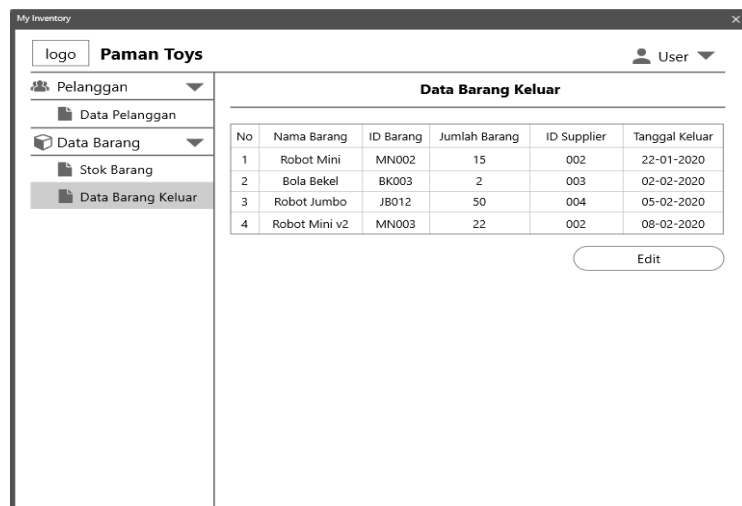 My Inventory
logo Paman Toys
User
Pelanggan
Data Pelanggan
Data Barang
Stok Barang
Data Barang Keluar
Data Barang Keluar
No Nama Barang ID Barang Jumlah Barang ID Supplier Tanggal Keluar
1 Robot Mini MN002 15 002 22-01-2020
2 Bola Bekel BK003 2 003 02-02-2020
3 Robot Jumbo JB012 50 004 05-02-2020
4 Robot Mini v2 MN003 22 002 08-02-2020
Edit